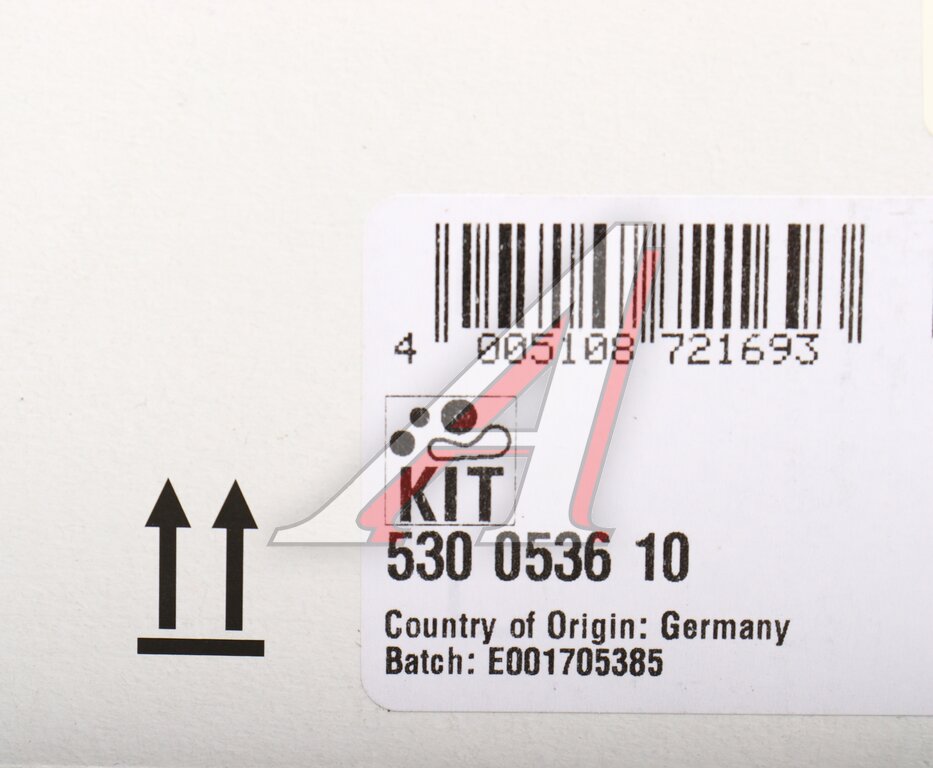 4 005108 721693
KIT
530 0536 10
Country of Origin: Germany
Batch: E001705385